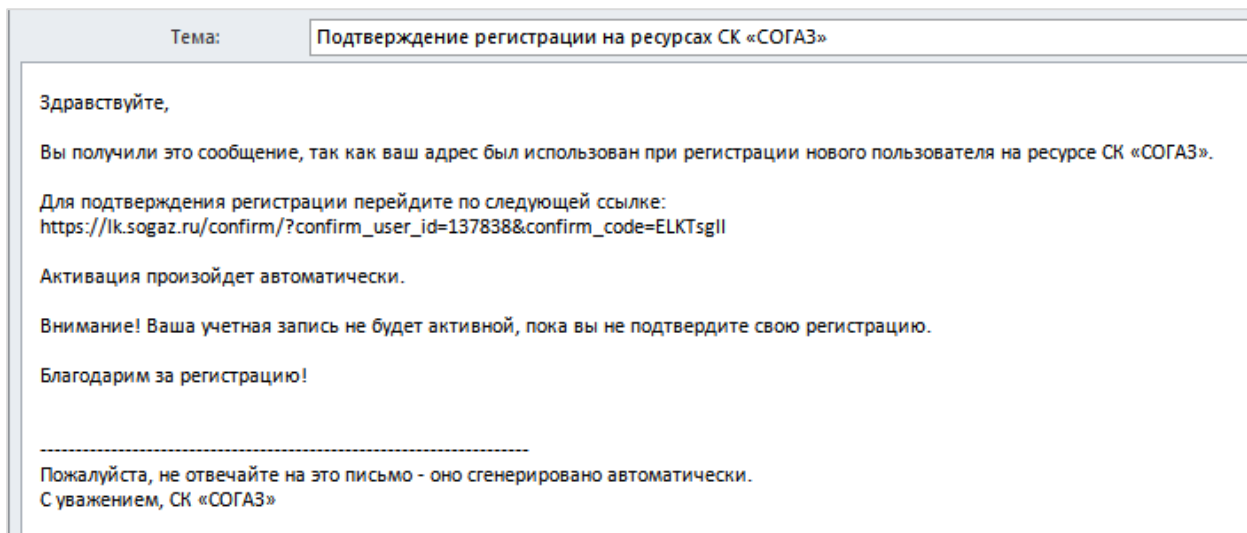 Тема: Подтверждение регистрации на ресурсах СК «СОГАЗ»
Здравствуйте,
Вы получили это сообщение, так как ваш адрес был использован при регистрации нового пользователя на ресурсе СК «СОГАЗ».
Для подтверждения регистрации перейдите по следующей ссылке:
https://lk.sogaz.ru/confirm/?confirm_user_id=137838&confirm_code=ELKTsgII
Активация произойдет автоматически.
Внимание! Ваша учетная запись не будет активной, пока вы не подтвердите свою регистрацию.
Благодарим за регистрацию!
----------------------------------------------------------------------
Пожалуйста, не отвечайте на это письмо - оно сгенерировано автоматически.
С уважением, СК «СОГАЗ»